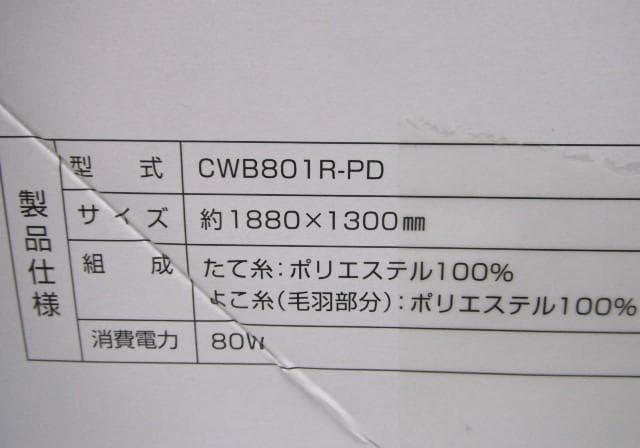 製品仕様
型式 CWB801R-PD
サイズ 約1880×1300㎜
組成 たて糸:ポリエステル100%
よこ糸(毛羽部分):ポリエステル100%
消費電力 80W